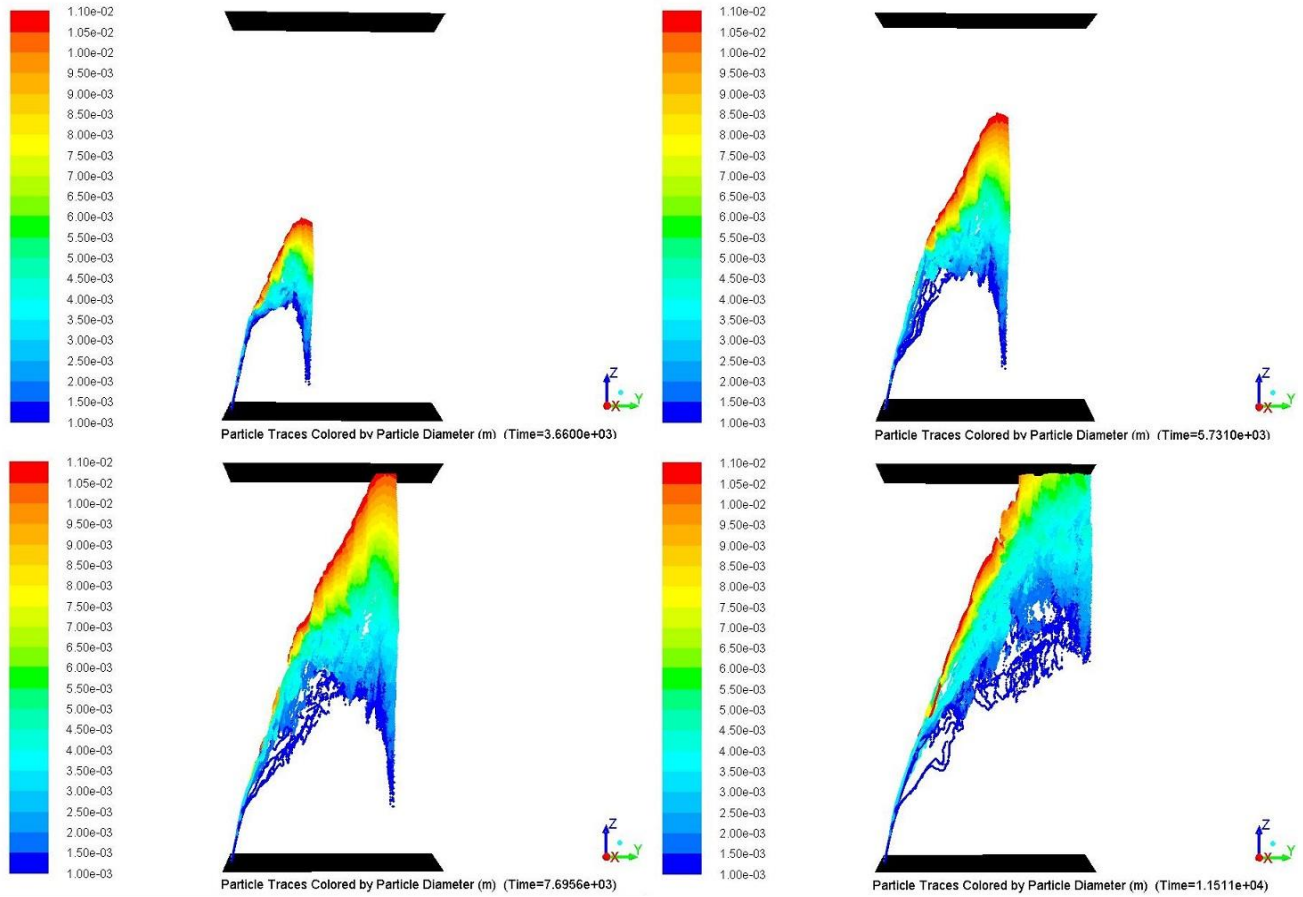 1.10e-02
1.05e-02
1.00e-02
9.50e-03
9.00e-03
8.50e-03
8.00e-03
7.50e-03
7.00e-03
6.50e-03
6.00e-03
5.50e-03
5.00e-03
4.50e-03
4.00e-03
3.50e-03
3.00e-03
2.50e-03
2.00e-03
1.50e-03
1.00e-03
Z
X
Y
Particle Traces Colored by Particle Diameter (m) (Time=3.6600e+03)
1.10e-02
1.05e-02
1.00e-02
9.50e-03
9.00e-03
8.50e-03
8.00e-03
7.50e-03
7.00e-03
6.50e-03
6.00e-03
5.50e-03
5.00e-03
4.50e-03
4.00e-03
3.50e-03
3.00e-03
2.50e-03
2.00e-03
1.50e-03
1.00e-03
Z
X
Y
Particle Traces Colored by Particle Diameter (m) (Time=5.7310e+03)
1.10e-02
1.05e-02
1.00e-02
9.50e-03
9.00e-03
8.50e-03
8.00e-03
7.50e-03
7.00e-03
6.50e-03
6.00e-03
5.50e-03
5.00e-03
4.50e-03
4.00e-03
3.50e-03
3.00e-03
2.50e-03
2.00e-03
1.50e-03
1.00e-03
Z
X
Y
Particle Traces Colored by Particle Diameter (m) (Time=7.6956e+03)
1.10e-02
1.05e-02
1.00e-02
9.50e-03
9.00e-03
8.50e-03
8.00e-03
7.50e-03
7.00e-03
6.50e-03
6.00e-03
5.50e-03
5.00e-03
4.50e-03
4.00e-03
3.50e-03
3.00e-03
2.50e-03
2.00e-03
1.50e-03
1.00e-03
Z
X
Y
Particle Traces Colored by Particle Diameter (m) (Time=1.1511e+04)